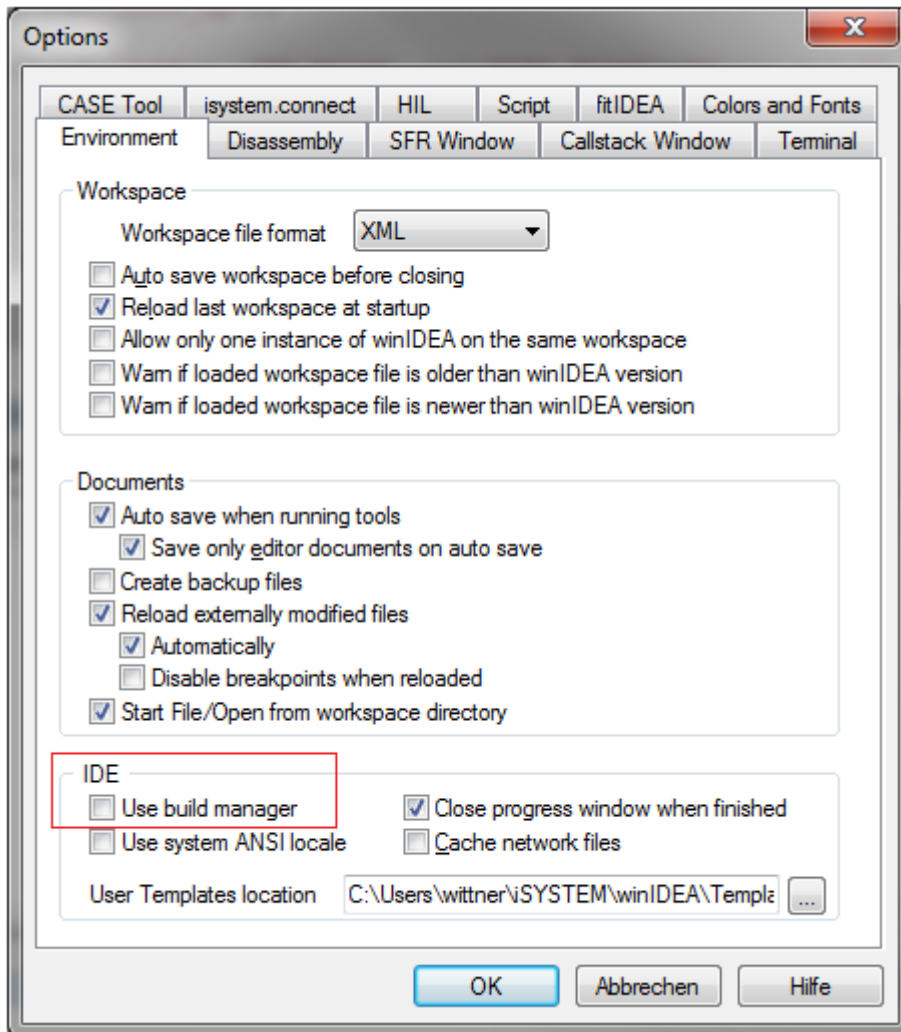 Options
CASE Tool isystem.connect HIL Script fitIDEA Colors and Fonts
Environment Disassembly SFR Window Callstack Window Terminal
Workspace
Workspace file format XML
Auto save workspace before closing
Reload last workspace at startup
Allow only one instance of winIDEA on the same workspace
Warn if loaded workspace file is older than winIDEA version
Warn if loaded workspace file is newer than winIDEA version
Documents
Auto save when running tools
Save only editor documents on auto save
Create backup files
Reload externally modified files
Automatically
Disable breakpoints when reloaded
Start File/Open from workspace directory
IDE
Use build manager Close progress window when finished
Use system ANSI locale Cache network files
User Templates location C:\Users\wittner\iSYSTEM\winIDEA\Templa ...
OK Abbrechen Hilfe